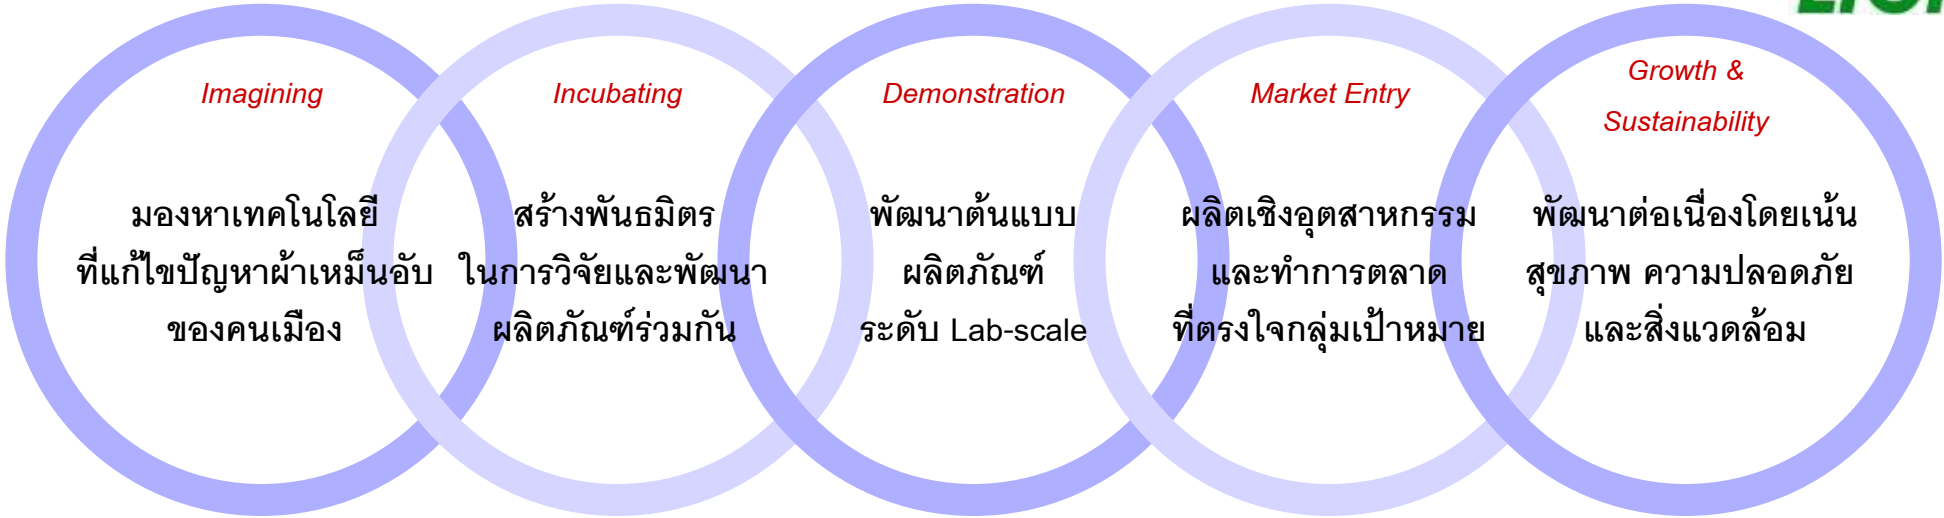 Imagining
มองหาเทคโนโลยี
ที่แก้ไขปัญหาผ้าเหม็นอับ
ของคนเมือง
Incubating
สร้างพันธมิตร
ในการวิจัยและพัฒนา
ผลิตภัณฑ์ร่วมกัน
Demonstration
พัฒนาต้นแบบ
ผลิตภัณฑ์
ระดับ Lab-scale
Market Entry
ผลิตเชิงอุตสาหกรรม
และทำการตลาด
ที่ตรงใจกลุ่มเป้าหมาย
Growth &
Sustainability
พัฒนาต่อเนื่องโดยเน้น
สุขภาพ ความปลอดภัย
และสิ่งแวดล้อม